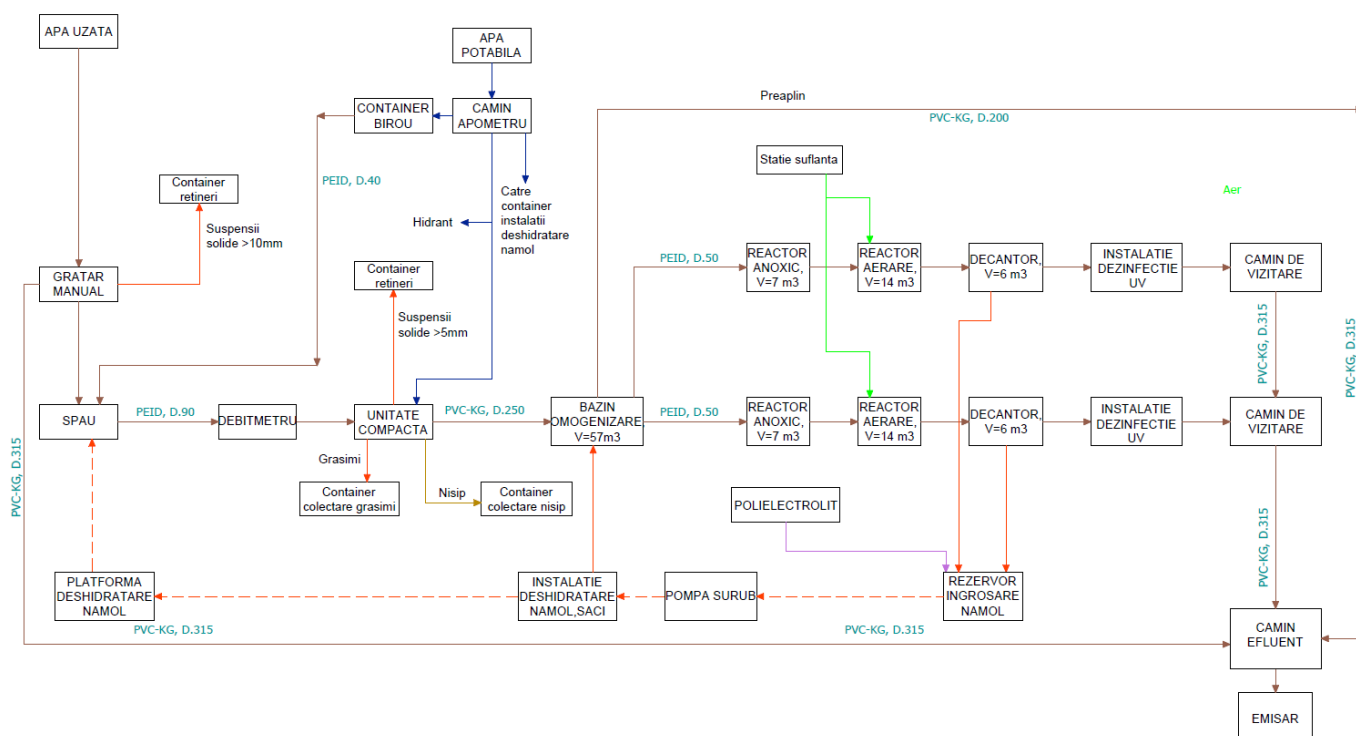 APA UZATA
APA
POTABILA
Preaplin
PVC-KG, D.200
CONTAINER
BIROU
CAMIN
APOMETRU
Statie suflanta
PEID, D.40
Container
retineri
Catre
container
instalatii
deshidratare
namol
Aer
Suspensii
solide >10mm
Hidrant
GRATAR
MANUAL
Container
retineri
PEID, D.50
REACTOR
ANOXIC,
V=7 m3
REACTOR
AERARE,
V=14 m3
DECANTOR,
V=6 m3
INSTALATIE
DEZINFECTIE
UV
CAMIN DE
VIZITARE
Suspensii
solide >5mm
PVC-KG, D.315
PVC-KG, D.315
SPAU
PEID, D.90
DEBITMETRU
UNITATE
COMPACTA
PVC-KG, D.250
BAZIN
OMOGENIZARE,
V=57m3
PEID, D.50
REACTOR
ANOXIC,
V=7 m3
REACTOR
AERARE,
V=14 m3
DECANTOR,
V=6 m3
INSTALATIE
DEZINFECTIE
UV
CAMIN DE
VIZITARE
PVC-KG, D.315
Grasimi
Container
colectare grasimi
Nisip
Container
colectare nisip
POLIELECTROLIT
PVC-KG, D.315
PLATFORMA
DESHIDRATARE
NAMOL
INSTALATIE
DESHIDRATARE
NAMOL,SACI
POMPA SURUB
REZERVOR
INGROSARE
NAMOL
PVC-KG, D.315
PVC-KG, D.315
CAMIN
EFLUENT
EMISAR